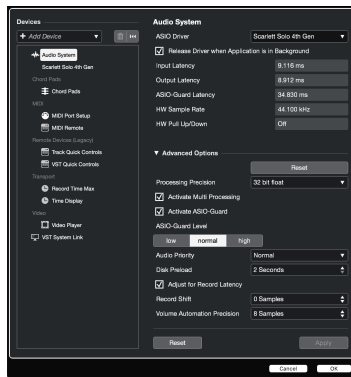 Devices
+ Add Device
Audio System
Scarlett Solo 4th Gen
Chord Pads
Chord Pads
MIDI
MIDI Port Setup
MIDI Remote
Remote Devices (Legacy)
Track Quick Controls
VST Quick Controls
Transport
Record Time Max
Time Display
Video
Video Player
VST System Link
Audio System
ASIO Driver Scarlett Solo 4th Gen
Release Driver when Application is in Background
Input Latency 9.116 ms
Output Latency 8.912 ms
ASIO-Guard Latency 34.830 ms
HW Sample Rate 44.100 kHz
HW Pull Up/Down Off
Advanced Options
Reset
Processing Precision 32 bit float
Activate Multi Processing
Activate ASIO-Guard
ASIO-Guard Level
low normal high
Audio Priority Normal
Disk Preload 2 Seconds
Adjust for Record Latency
Record Shift 0 Samples
Volume Automation Precision 8 Samples
Reset Apply
Cancel OK